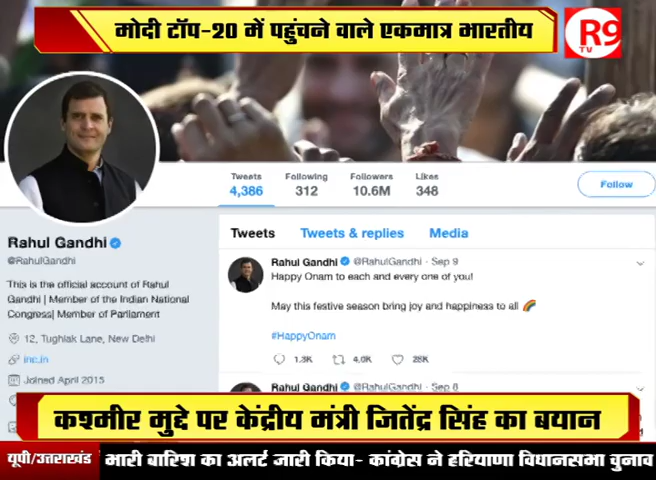 मोदी टॉप-20 में पहुंचने वाले एकमात्र भारतीय
R9
TV
Tweets Following Followers Likes
4,386 312 10.6M 348
Follow
Rahul Gandhi
@RahulGandhi
This is the official account of Rahul
Gandhi | Member of the Indian National
Congress| Member of Parliament
12, Tughlak Lane, New Delhi
inc.in
Joined April 2015
Tweets Tweets & replies Media
Rahul Gandhi @RahulGandhi · Sep 9
Happy Onam to each and every one of you!
May this festive season bring joy and happiness to all
#HappyOnam
1.3K 4.0K 28K
Rahul Gandhi @RahulGandhi · Sep 8
कश्मीर मुद्दे पर केंद्रीय मंत्री जितेंद्र सिंह का बयान
यूपी/उत्तराखंड भारी बारिश का अलर्ट जारी किया- कांग्रेस ने हरियाणा विधानसभा चुनाव